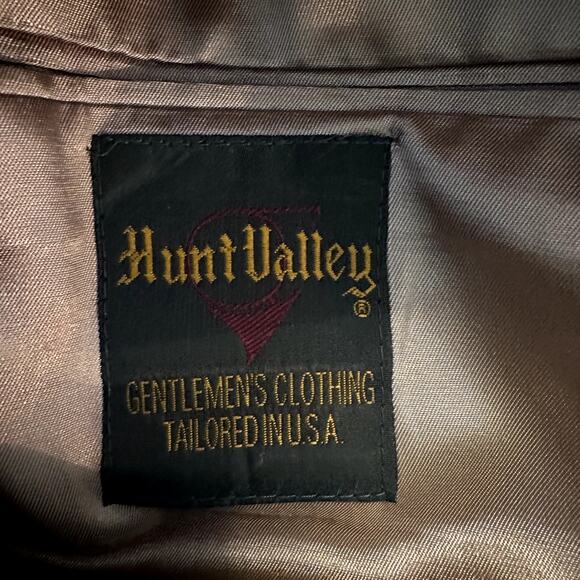 Hunt Valley
®
GENTLEMEN'S CLOTHING
TAILORED IN U.S.A.